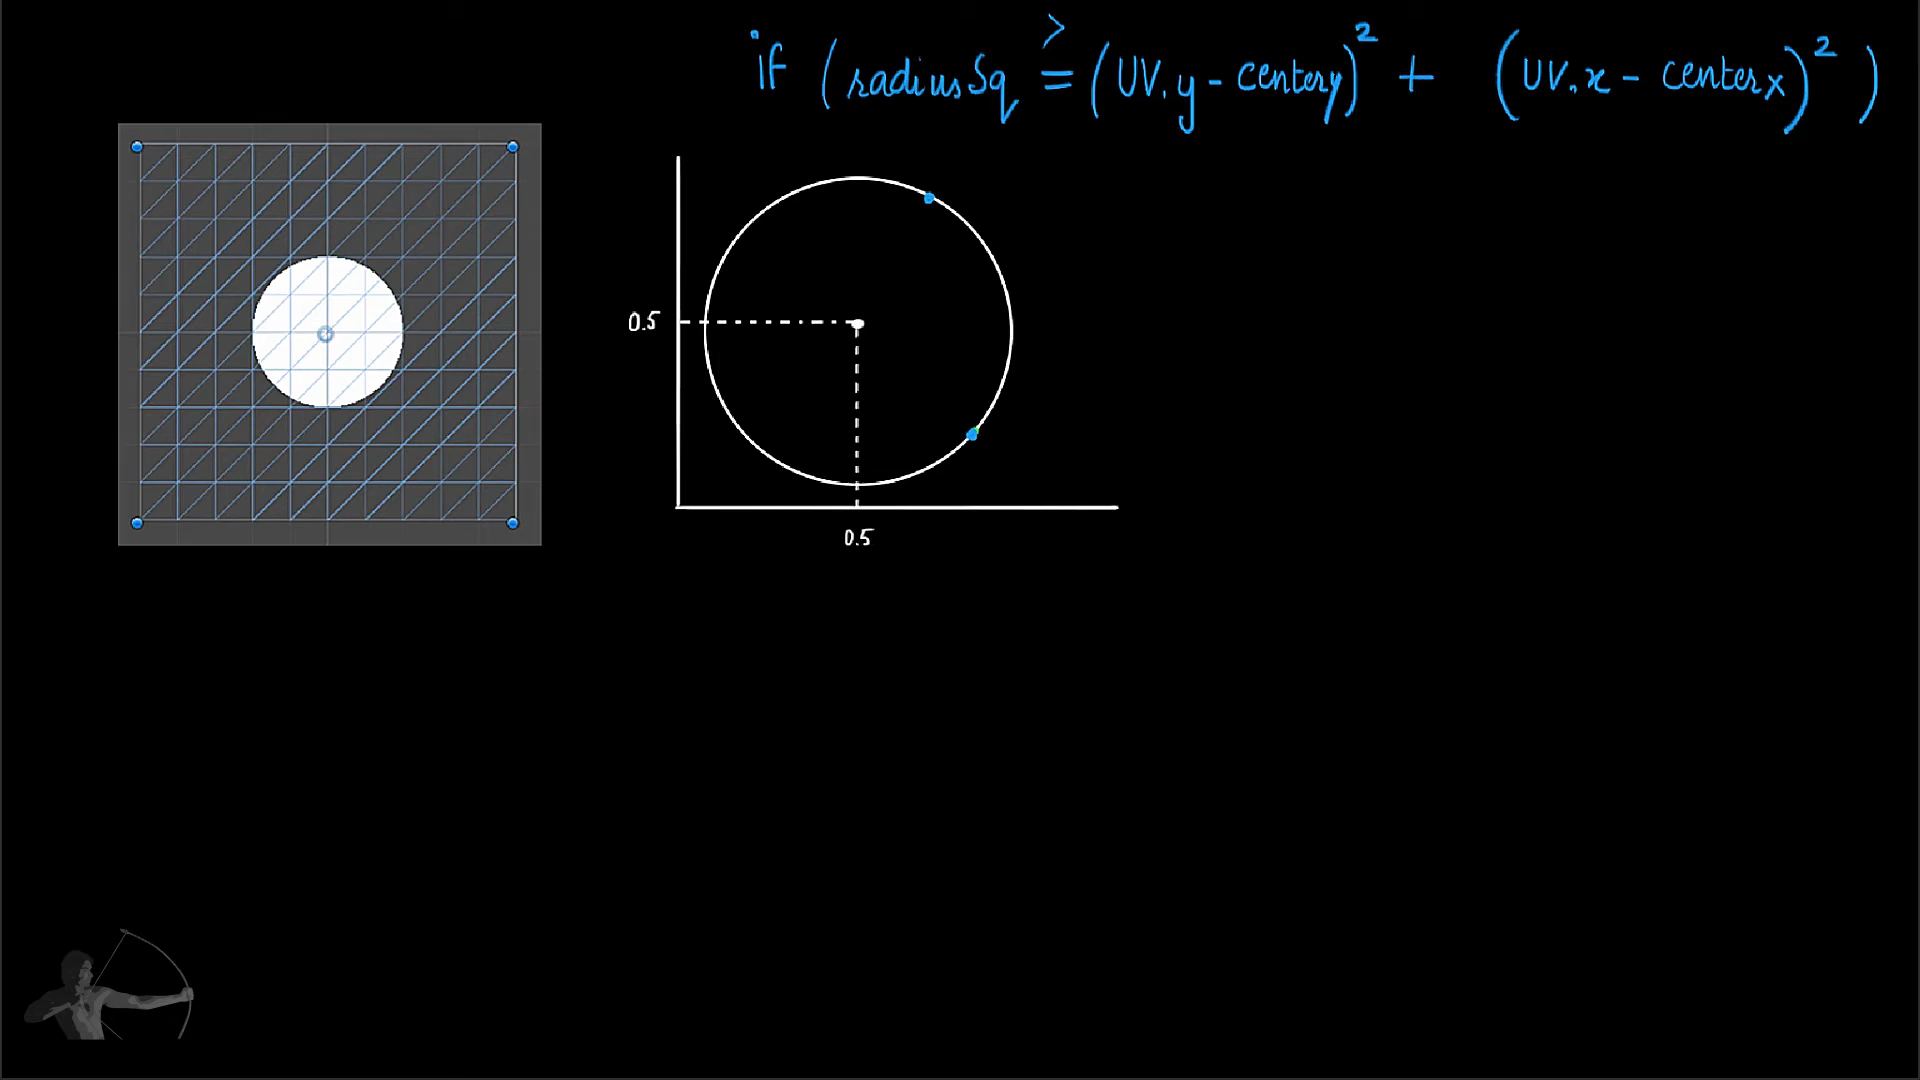 if (radiusSq >= (UV.y - centery)² + (UV.x - centerx)²)
0.5
0.5